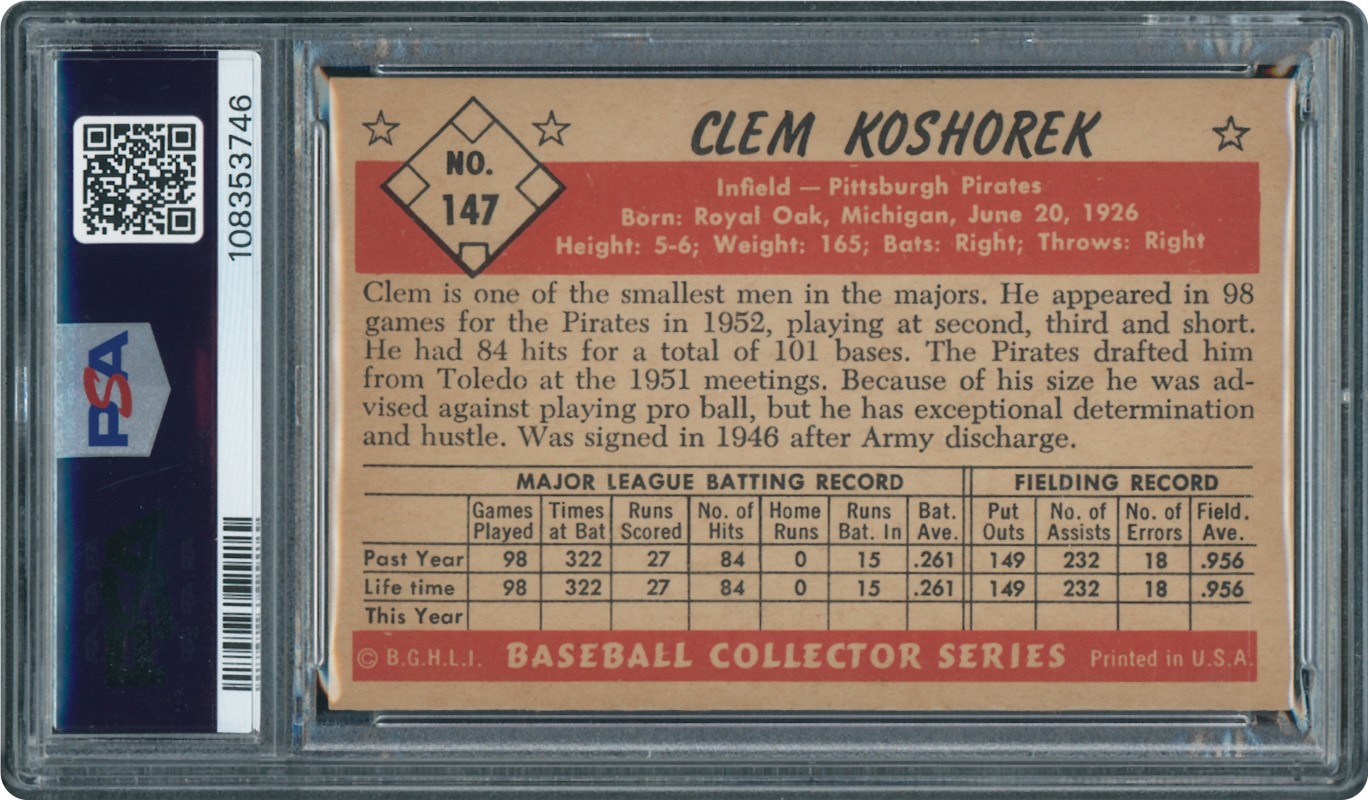 108353746
PSA
CLEM KOSHOREK
NO.
147
Infield — Pittsburgh Pirates
Born: Royal Oak, Michigan, June 20, 1926
Height: 5-6; Weight: 165; Bats: Right; Throws: Right
Clem is one of the smallest men in the majors. He appeared in 98
games for the Pirates in 1952, playing at second, third and short.
He had 84 hits for a total of 101 bases. The Pirates drafted him
from Toledo at the 1951 meetings. Because of his size he was ad-
vised against playing pro ball, but he has exceptional determination
and hustle. Was signed in 1946 after Army discharge.
MAJOR LEAGUE BATTING RECORD FIELDING RECORD
Games Times Runs No. of Home Runs Bat. Put No. of No. of Field.
Played at Bat Scored Hits Runs Bat. In Ave. Outs Assists Errors Ave.
Past Year 98 322 27 84 0 15 .261 149 232 18 .956
Life time 98 322 27 84 0 15 .261 149 232 18 .956
This Year
© B.G.H.L.I. BASEBALL COLLECTOR SERIES Printed in U.S.A.